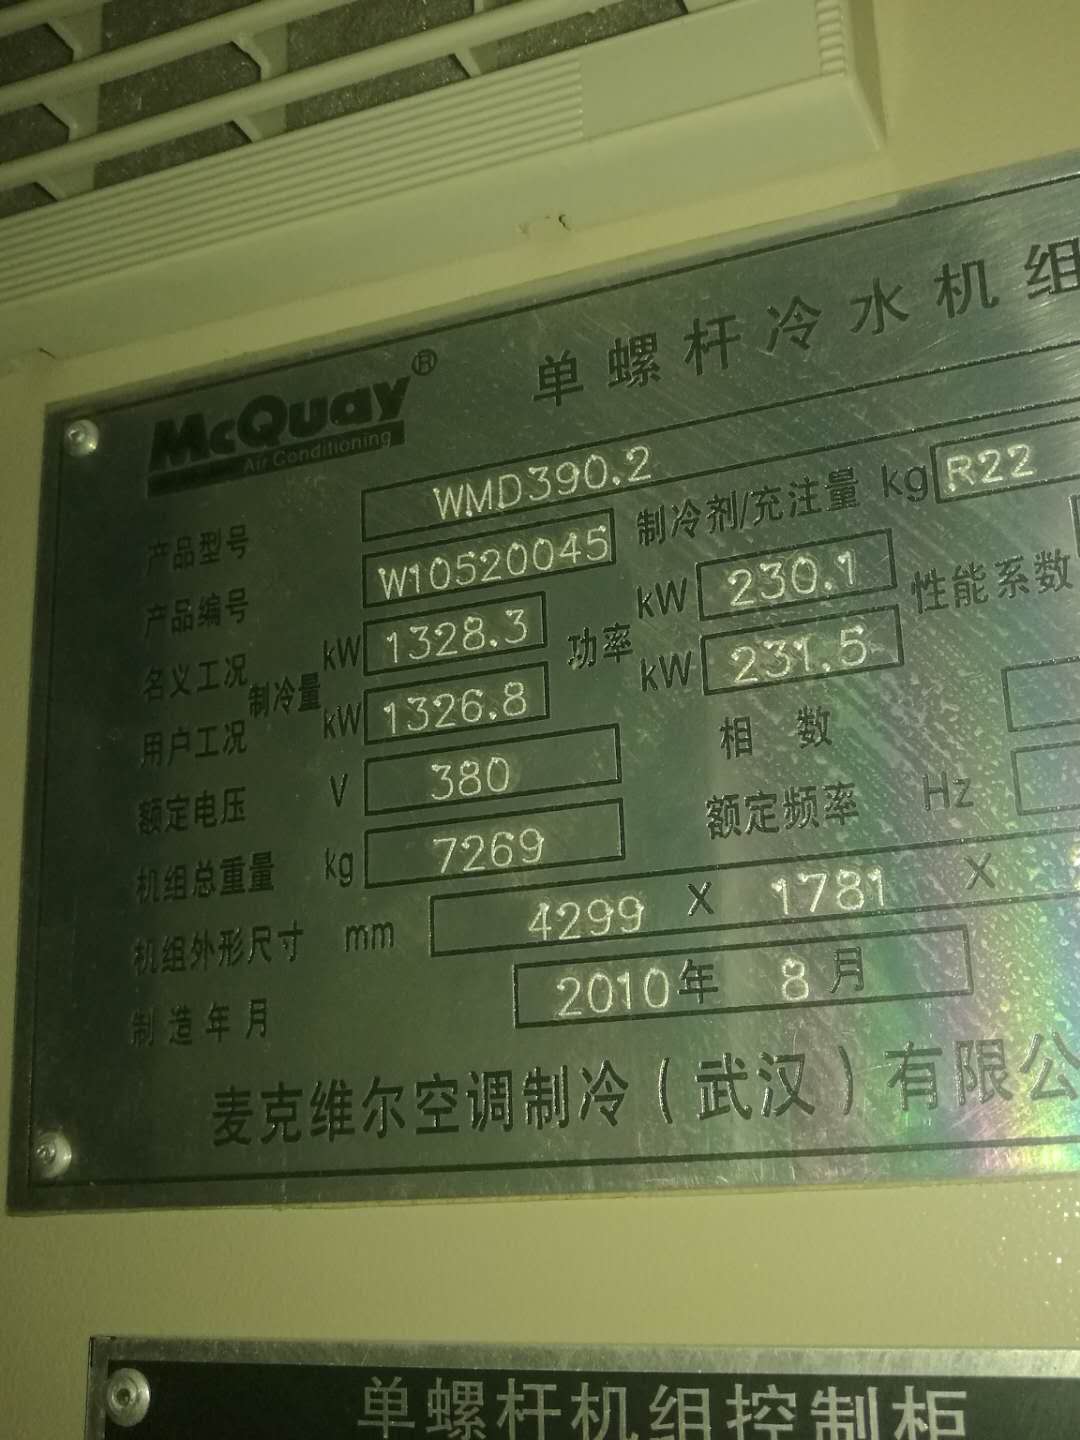 McQuay®
Air Conditioning
单螺杆冷水机组
产品型号 WMD390.2
产品编号 W10520045 制冷剂/充注量 kg R22
名义工况 制冷量 kW 1328.3 功率 kW 230.1 性能系数
用户工况 kW 1326.8 kW 231.5
额定电压 V 380 相 数
机组总重量 kg 7269 额定频率 Hz
机组外形尺寸 mm 4299 X 1781 X
制造年月 2010年 8月
麦克维尔空调制冷(武汉)有限公
单螺杆机组控制柜